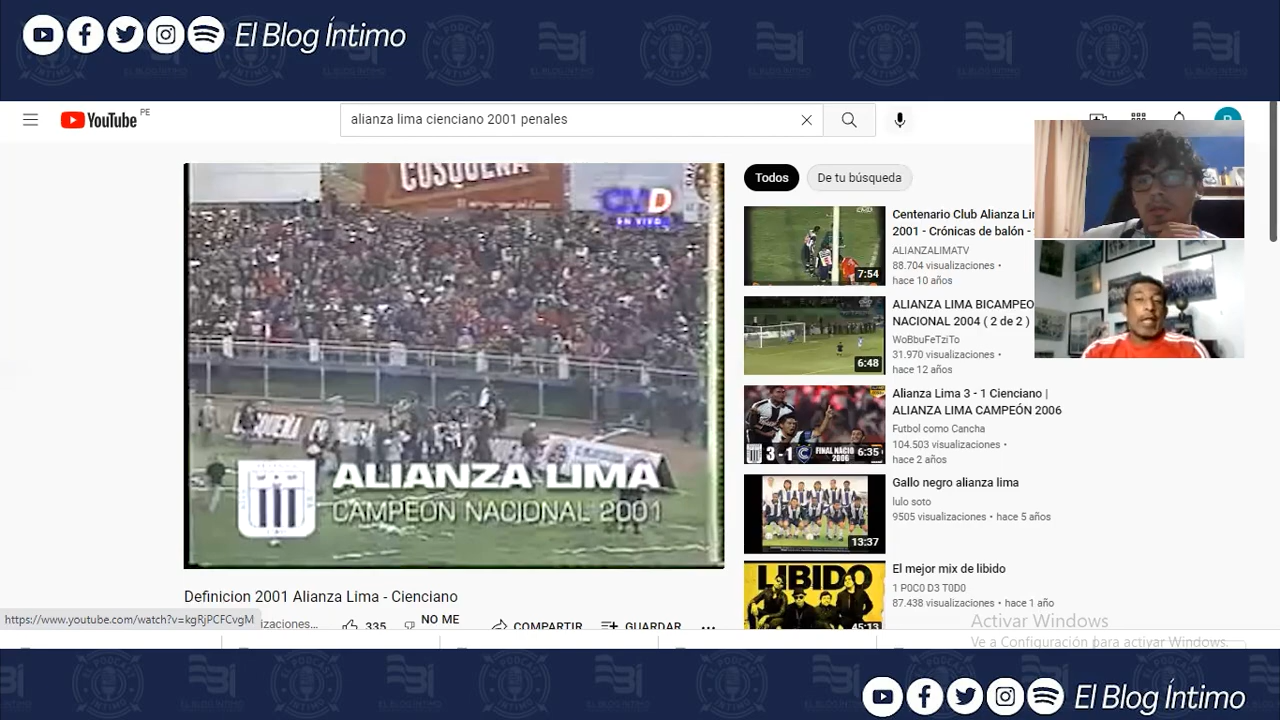 El Blog Íntimo
YouTube PE
alianza lima cienciano 2001 penales
CUSQUEÑA
CMD
EN VIVO
ALIANZA LIMA
CAMPEON NACIONAL 2001
Definicion 2001 Alianza Lima - Cienciano
https://www.youtube.com/watch?v=kgRjPCFCvgM
izaciones...
335
NO ME
COMPARTIR
GUARDAR
Todos
De tu búsqueda
7:54
Centenario Club Alianza Li
2001 - Crónicas de balón -
ALIANZALIMATV
88.704 visualizaciones •
hace 10 años
6:48
ALIANZA LIMA BICAMPEO
NACIONAL 2004 ( 2 de 2 )
WoBbuFeTziTo
31.970 visualizaciones •
hace 12 años
3 - 1
FINAL NACIO
2006
6:35
Alianza Lima 3 - 1 Cienciano |
ALIANZA LIMA CAMPEÓN 2006
Futbol como Cancha
104.503 visualizaciones •
hace 2 años
13:37
Gallo negro alianza lima
lulo soto
9505 visualizaciones • hace 5 años
LIBIDO
45:13
El mejor mix de libido
1 P0C0 D3 T0D0
87.438 visualizaciones • hace 1 año
Activar Windows
Ve a Configuración para activar Windows.
El Blog Íntimo